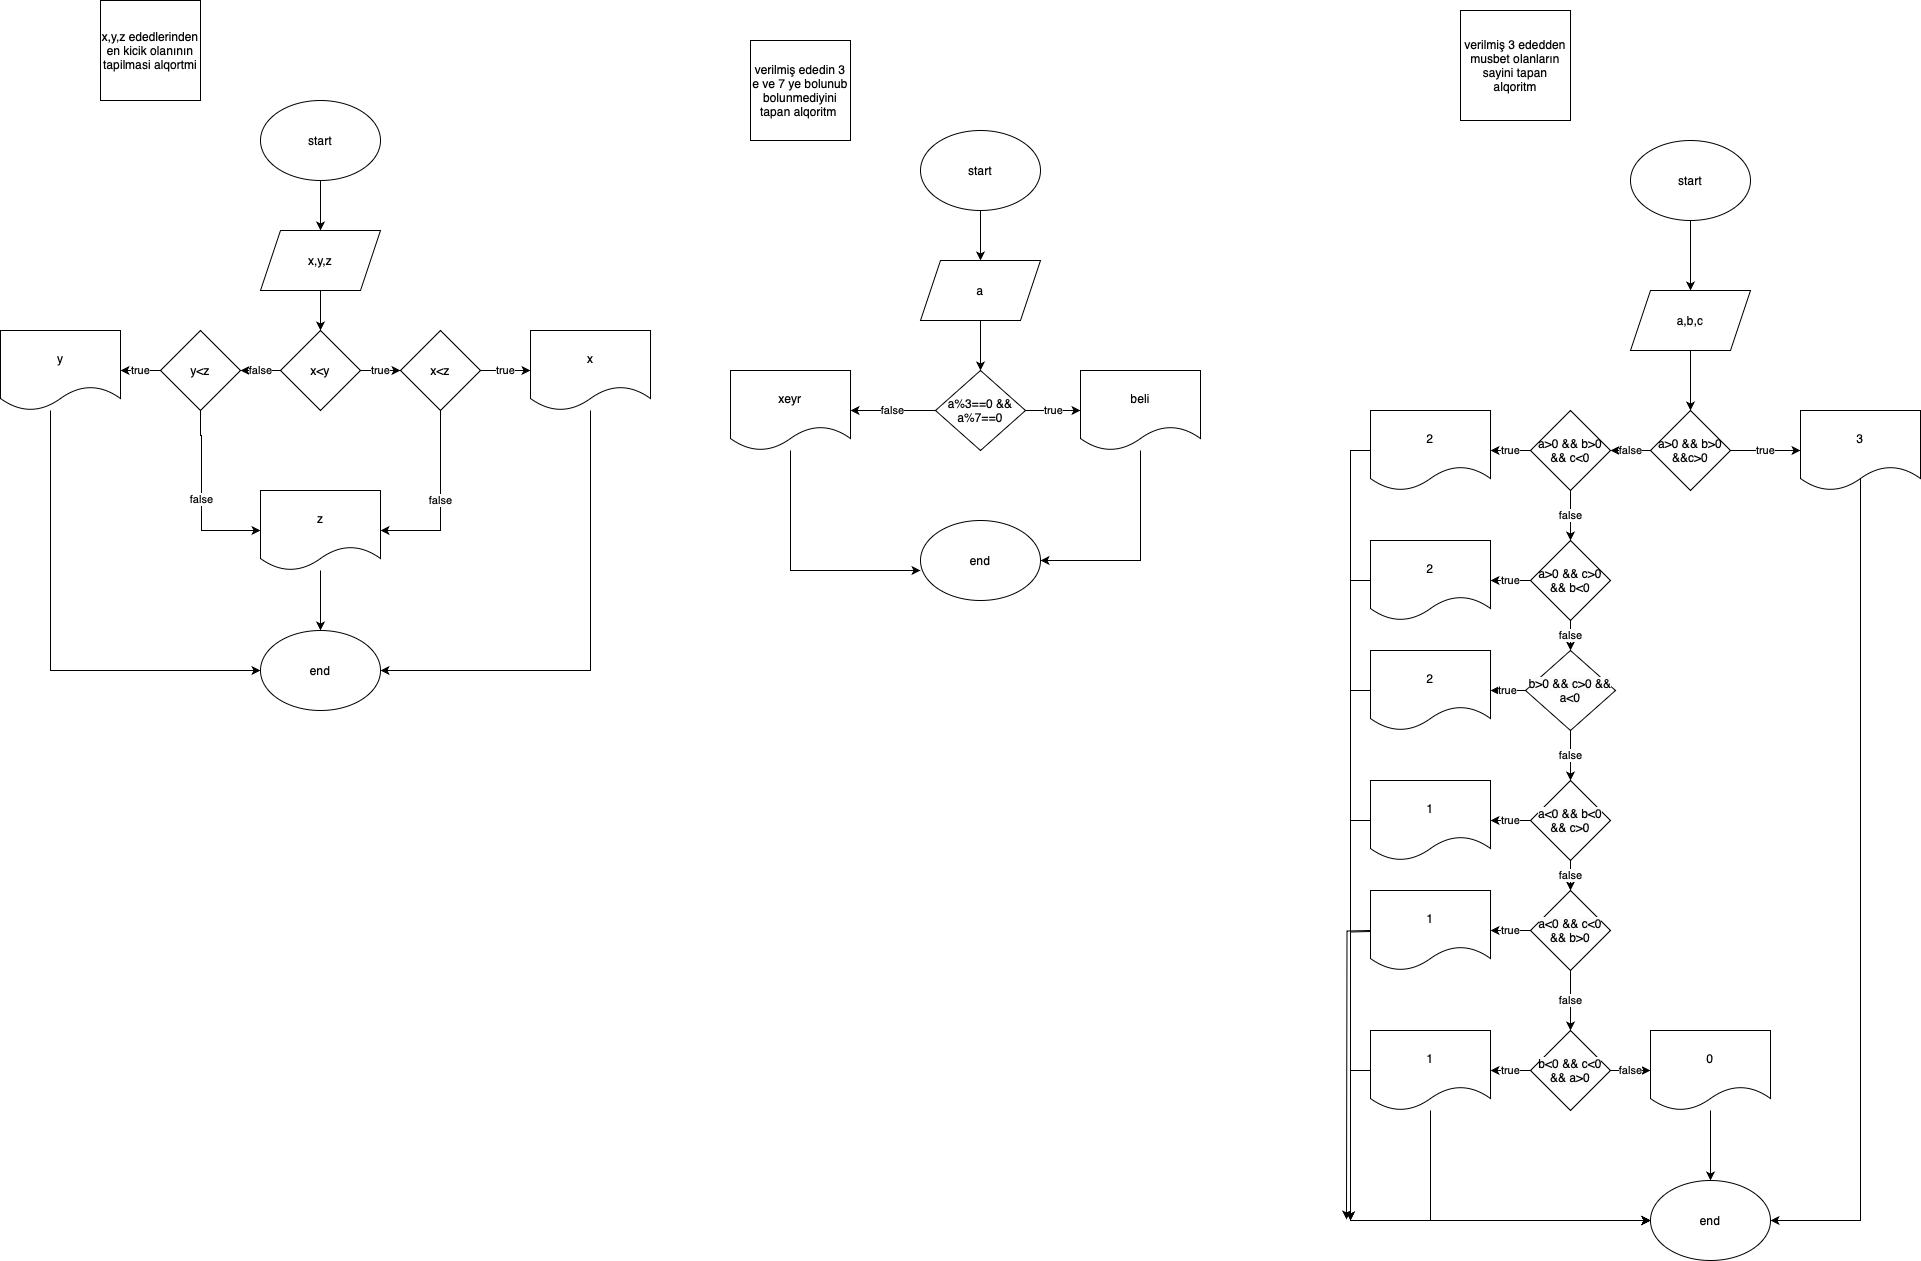 x,y,z ededlerinden
en kicik olanının
tapilmasi alqortmi
start
x,y,z
y
true
y<z
false
x<y
true
x<z
true
x
false
false
z
end
verilmiş ededin 3
e ve 7 ye bolunub
bolunmediyini
tapan alqoritm
start
a
xeyr
false
a%3==0 &&
a%7==0
true
beli
end
verilmiş 3 ededden
musbet olanların
sayini tapan
alqoritm
start
a,b,c
2
true
a>0 && b>0
&& c<0
false
a>0 && b>0
&&c>0
true
3
false
2
true
a>0 && c>0
&& b<0
false
2
true
b>0 && c>0 &&
a<0
false
1
true
a<0 && b<0
&& c>0
false
1
true
a<0 && c<0
&& b>0
false
1
true
b<0 && c<0
&& a>0
false
0
end